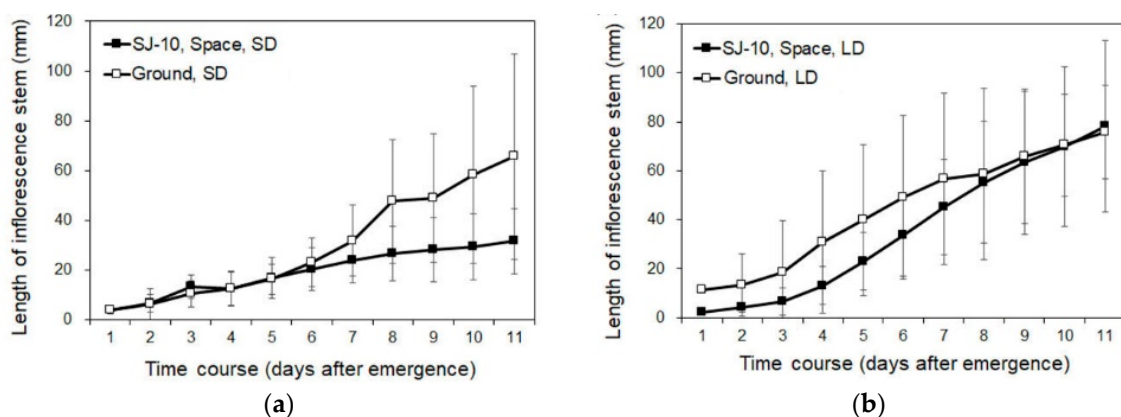 120
100
80
60
40
20
0
Length of inflorescence stem (mm)
SJ-10, Space, SD
Ground, SD
1 2 3 4 5 6 7 8 9 10 11
Time course (days after emergence)
(a)
120
100
80
60
40
20
0
Length of inflorescence stem (mm)
SJ-10, Space, LD
Ground, LD
1 2 3 4 5 6 7 8 9 10 11
Time course (days after emergence)
(b)